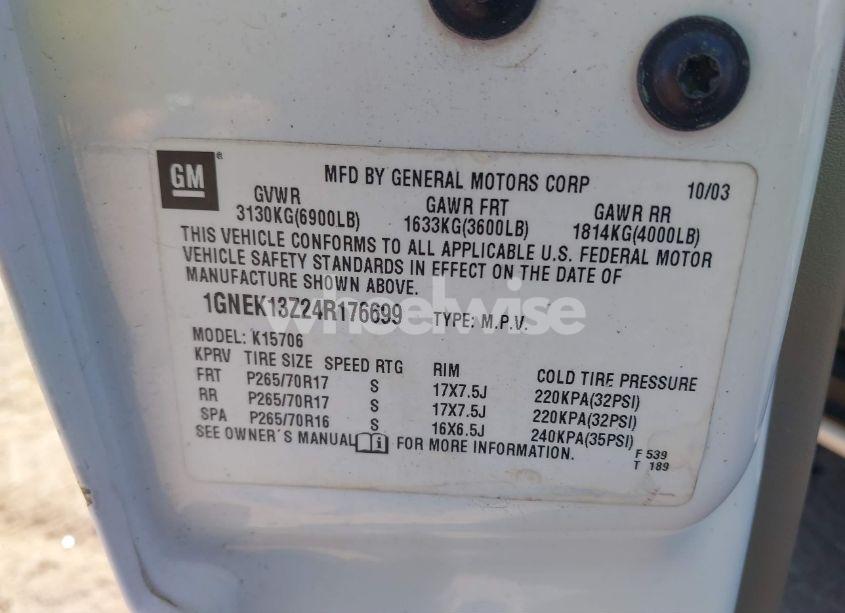 GM ®
MFD BY GENERAL MOTORS CORP 10/03
GVWR GAWR FRT GAWR RR
3130KG(6900LB) 1633KG(3600LB) 1814KG(4000LB)
THIS VEHICLE CONFORMS TO ALL APPLICABLE U.S. FEDERAL MOTOR
VEHICLE SAFETY STANDARDS IN EFFECT ON THE DATE OF
MANUFACTURE SHOWN ABOVE.
1GNEK13Z24R176699 TYPE: M.P.V.
wheelwise
MODEL: K15706
KPRV TIRE SIZE SPEED RTG RIM COLD TIRE PRESSURE
FRT P265/70R17 S 17X7.5J 220KPA(32PSI)
RR P265/70R17 S 17X7.5J 220KPA(32PSI)
SPA P265/70R16 S 16X6.5J 240KPA(35PSI)
SEE OWNER'S MANUAL FOR MORE INFORMATION.
F 539
T 189